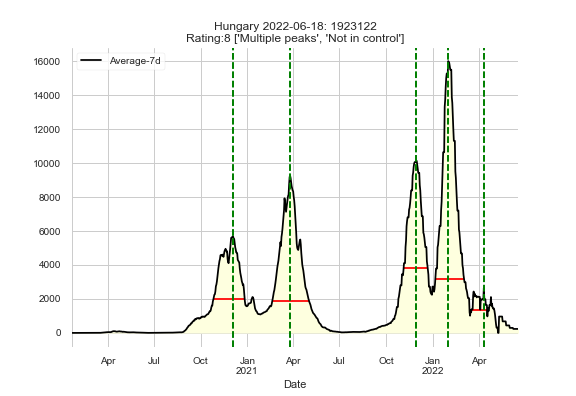 Hungary 2022-06-18: 1923122
Rating:8 ['Multiple peaks', 'Not in control']
Average-7d
16000
14000
12000
10000
8000
6000
4000
2000
0
Apr Jul Oct Jan Apr Jul Oct Jan Apr
2021 2022
Date